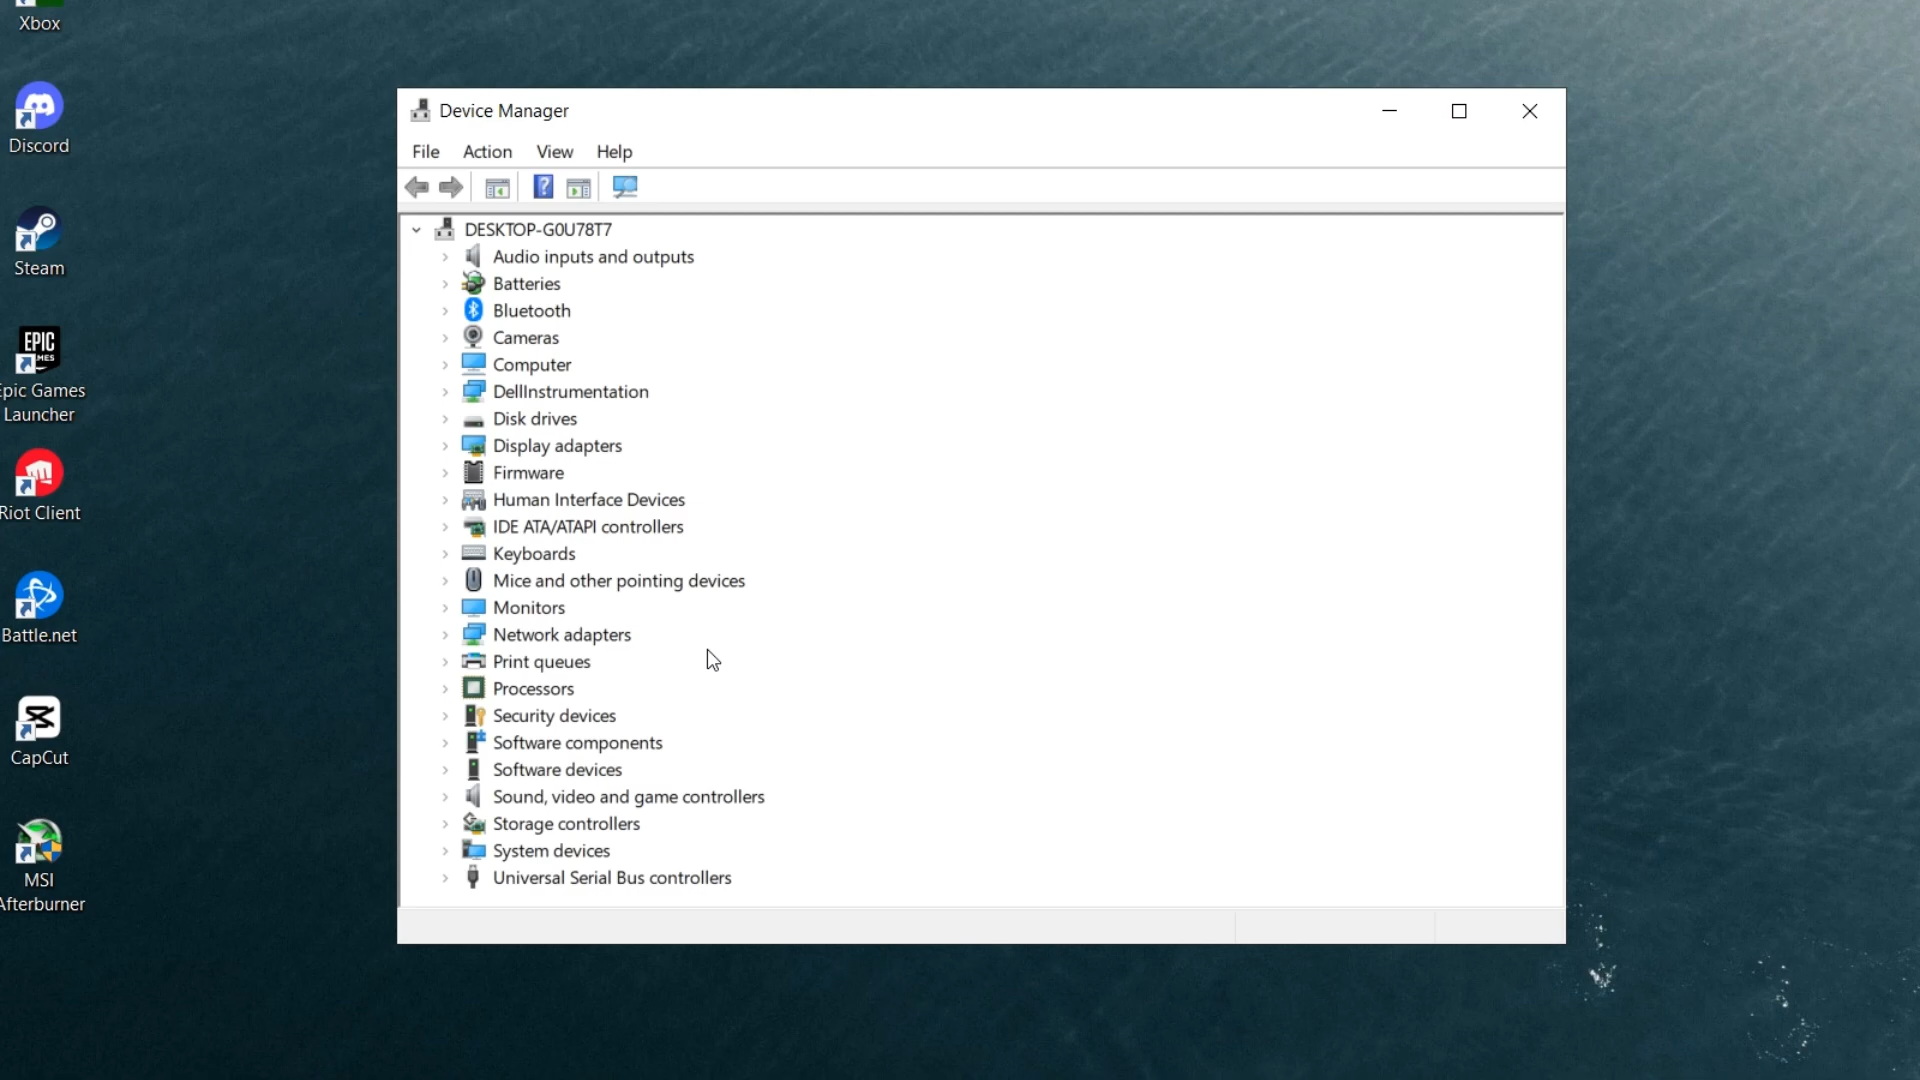 Xbox
Discord
Steam
EPIC
Epic Games
Launcher
Riot Client
Battle.net
CapCut
MSI
Afterburner
Device Manager
File Action View Help
?
DESKTOP-G0U78T7
Audio inputs and outputs
Batteries
Bluetooth
Cameras
Computer
DellInstrumentation
Disk drives
Display adapters
Firmware
Human Interface Devices
IDE ATA/ATAPI controllers
Keyboards
Mice and other pointing devices
Monitors
Network adapters
Print queues
Processors
Security devices
Software components
Software devices
Sound, video and game controllers
Storage controllers
System devices
Universal Serial Bus controllers